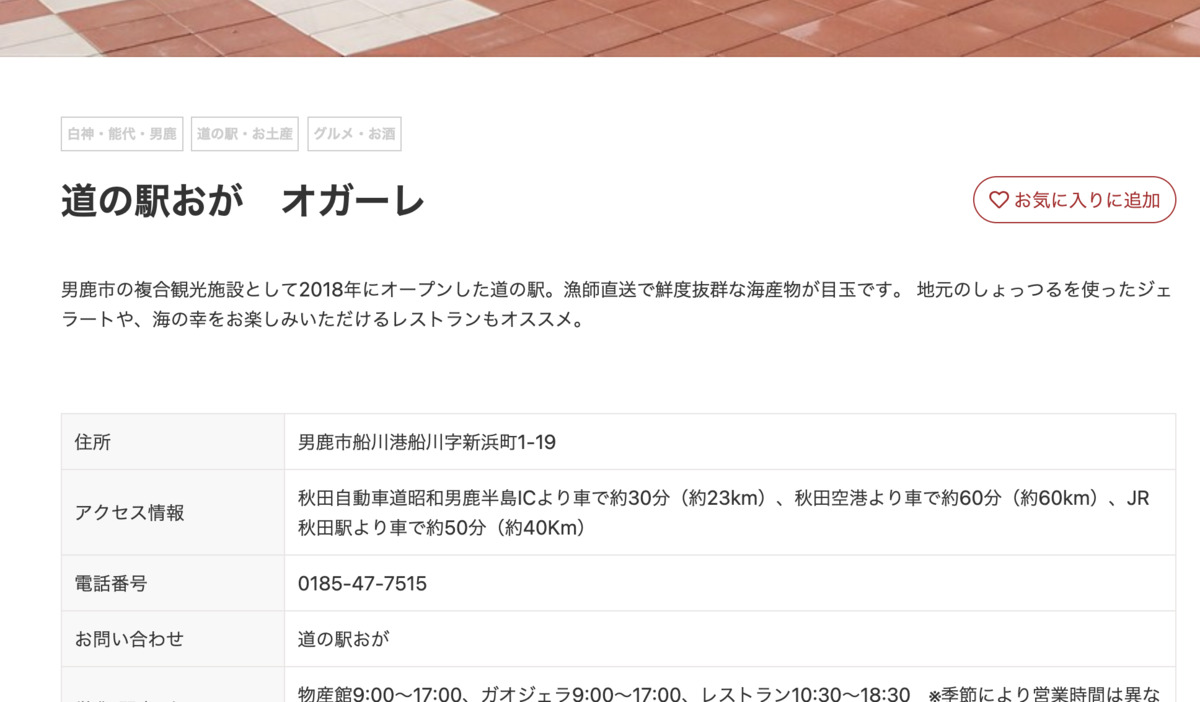 白神・能代・男鹿 道の駅・お土産 グルメ・お酒
道の駅おが　オガーレ
お気に入りに追加
男鹿市の複合観光施設として2018年にオープンした道の駅。漁師直送で鮮度抜群な海産物が目玉です。 地元のしょっつるを使ったジェ
ラートや、海の幸をお楽しみいただけるレストランもオススメ。
住所 男鹿市船川港船川字新浜町1-19
アクセス情報 秋田自動車道昭和男鹿半島ICより車で約30分（約23km）、秋田空港より車で約60分（約60km）、JR
秋田駅より車で約50分（約40Km）
電話番号 0185-47-7515
お問い合わせ 道の駅おが
物産館9:00〜17:00、ガオジェラ9:00〜17:00、レストラン10:30〜18:30　※季節により営業時間は異な